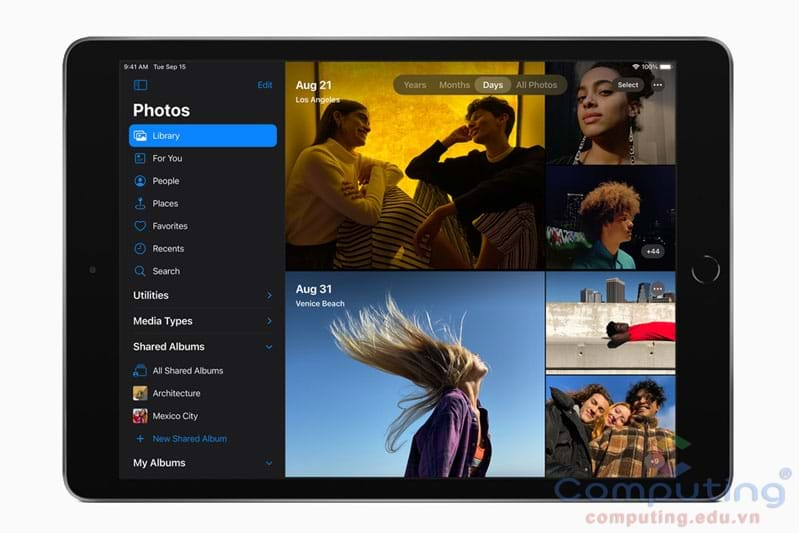 9:41 AM Tue Sep 15
100%
Edit
Photos
Library
For You
People
Places
Favorites
Recents
Search
Utilities
Media Types
Shared Albums
All Shared Albums
Architecture
Mexico City
+ New Shared Album
My Albums
Aug 21
Los Angeles
Years Months Days All Photos
Select
+44
Aug 31
Venice Beach
+9
Computing®
computing.edu.vn